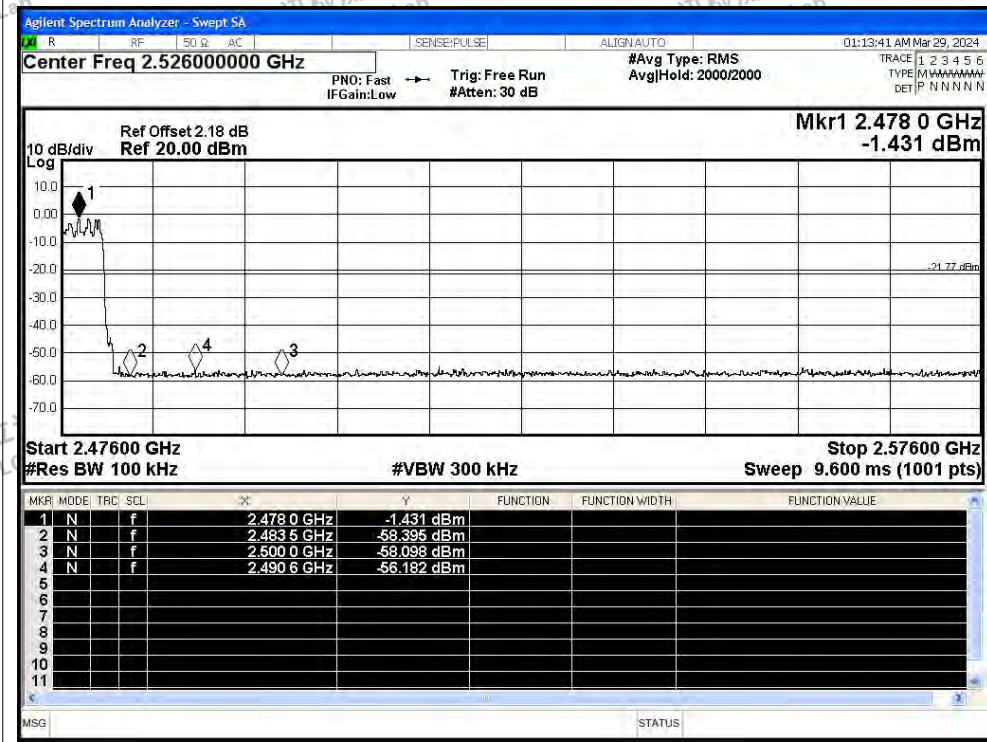 Agilent Spectrum Analyzer - Swept SA
R RF 50 Ω AC SENSE:PULSE ALIGN AUTO 01:13:41 AM Mar 29, 2024
Center Freq 2.526000000 GHz #Avg Type: RMS TRACE 1 2 3 4 5 6
PNO: Fast Trig: Free Run Avg|Hold: 2000/2000 TYPE M
IFGain:Low #Atten: 30 dB DET P N N N N N
Mkr1 2.478 0 GHz
Ref Offset 2.18 dB
10 dB/div Ref 20.00 dBm -1.431 dBm
Log
10.0
1
0.00
-10.0
-20.0
-21.77 dBm
-30.0
-40.0
-50.0 2 4 3
-60.0
-70.0
Start 2.47600 GHz Stop 2.57600 GHz
#Res BW 100 kHz #VBW 300 kHz Sweep 9.600 ms (1001 pts)
MKR MODE TRC SCL X Y FUNCTION FUNCTION WIDTH FUNCTION VALUE
1 N f 2.478 0 GHz -1.431 dBm
2 N f 2.483 5 GHz -58.395 dBm
3 N f 2.500 0 GHz -58.098 dBm
4 N f 2.490 6 GHz -56.182 dBm
5
6
7
8
9
10
11
MSG STATUS